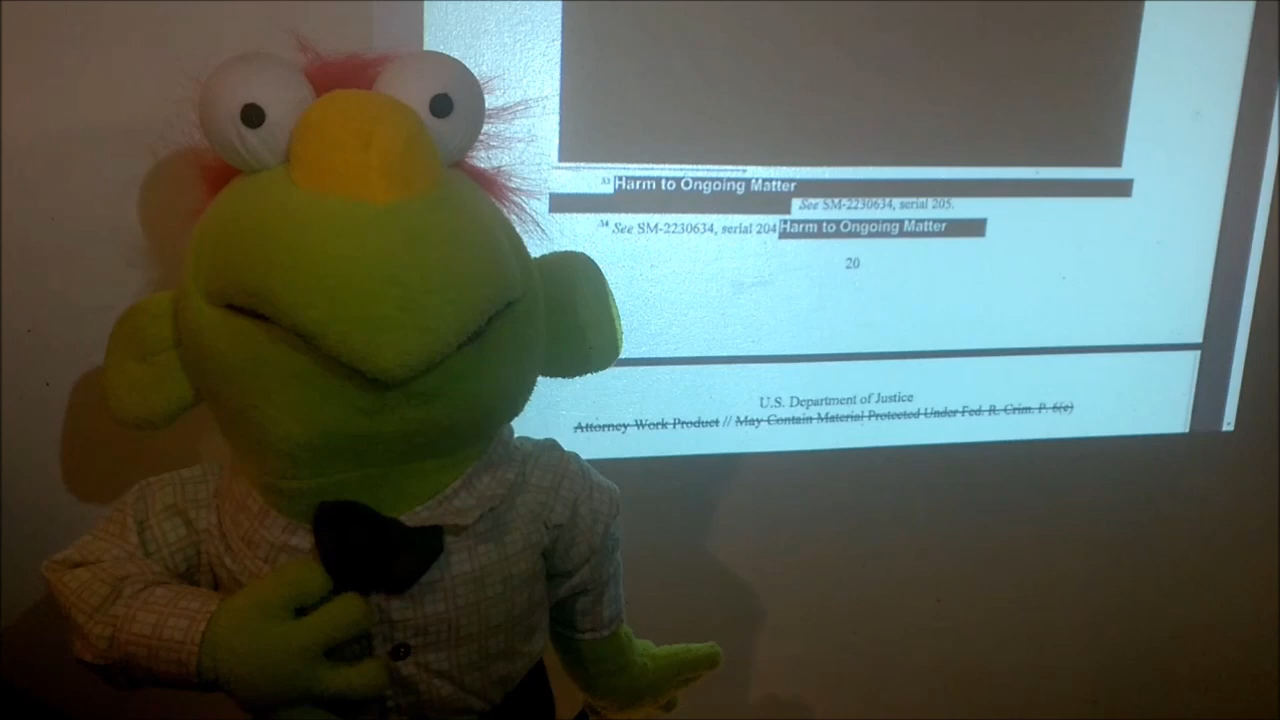 33 Harm to Ongoing Matter
See SM-2230634, serial 205.
34 See SM-2230634, serial 204 Harm to Ongoing Matter
20
U.S. Department of Justice
Attorney Work Product // May Contain Material Protected Under Fed. R. Crim. P. 6(e)